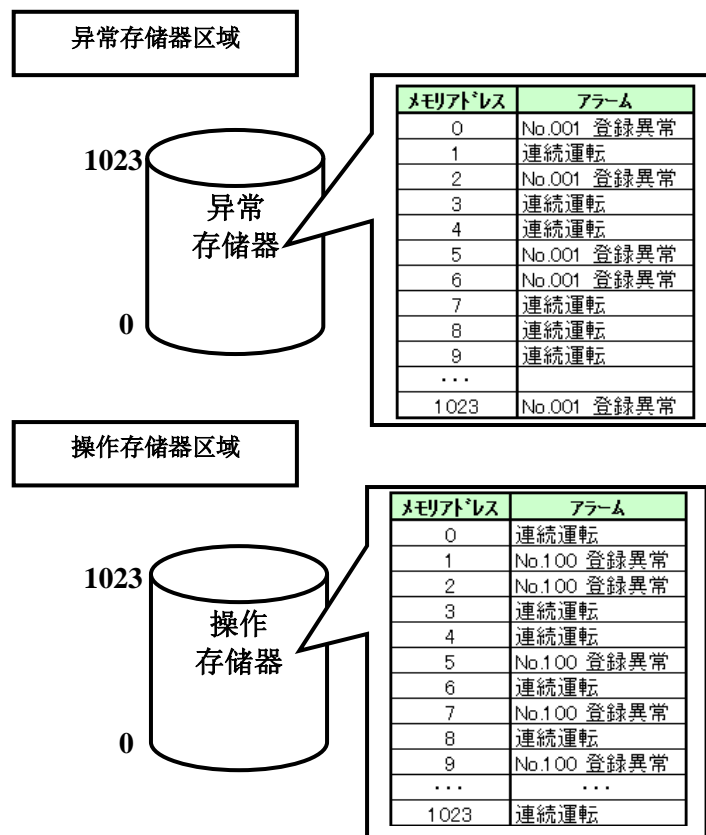 异常存储器区域
1023
异常
存储器
0
メモリアドレス アラーム
0 No.001 登録異常
1 連続運転
2 No.001 登録異常
3 連続運転
4 連続運転
5 No.001 登録異常
6 No.001 登録異常
7 連続運転
8 連続運転
9 連続運転
・・・
1023 No.001 登録異常
操作存储器区域
1023
操作
存储器
0
メモリアドレス アラーム
0 連続運転
1 No.100 登録異常
2 No.100 登録異常
3 連続運転
4 連続運転
5 No.100 登録異常
6 連続運転
7 No.100 登録異常
8 連続運転
9 No.100 登録異常
・・・ ・・・
1023 連続運転